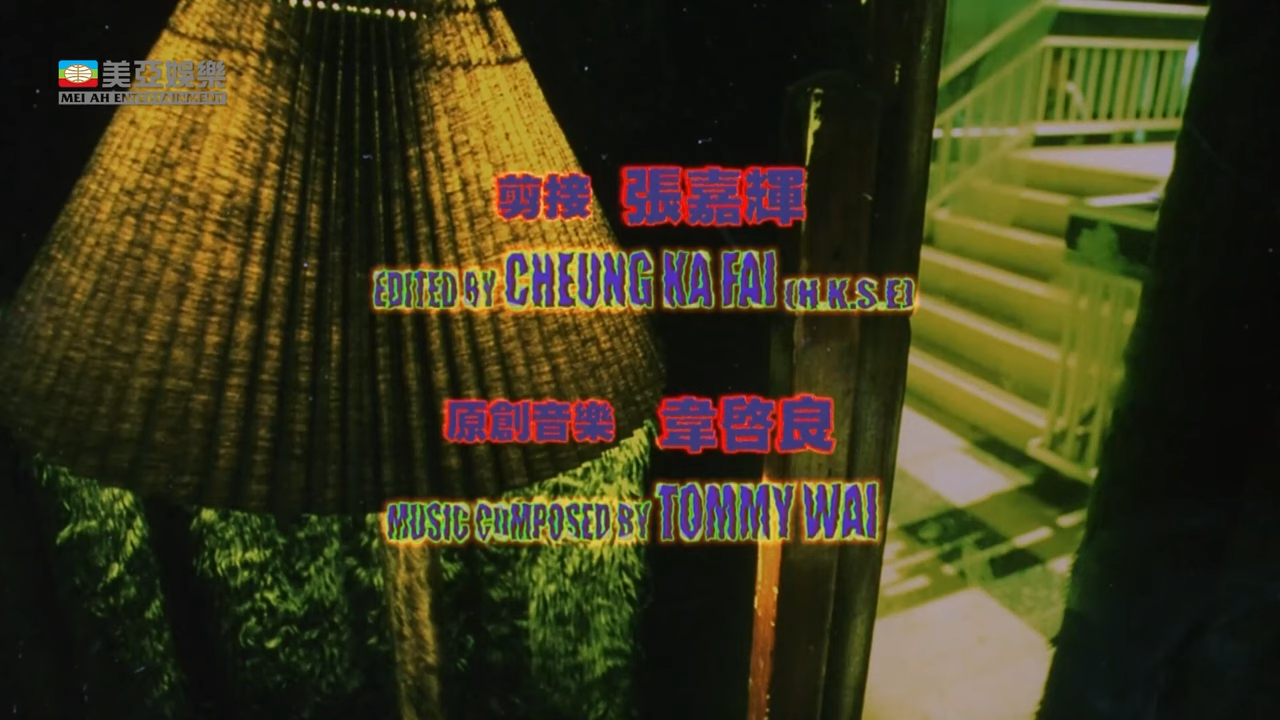 美亞娛樂
MEI AH ENTERTAINMENT
剪接 張嘉輝
EDITED BY CHEUNG KA FAI (H.K.S.E)
原創音樂 韋啓良
MUSIC COMPOSED BY TOMMY WAI